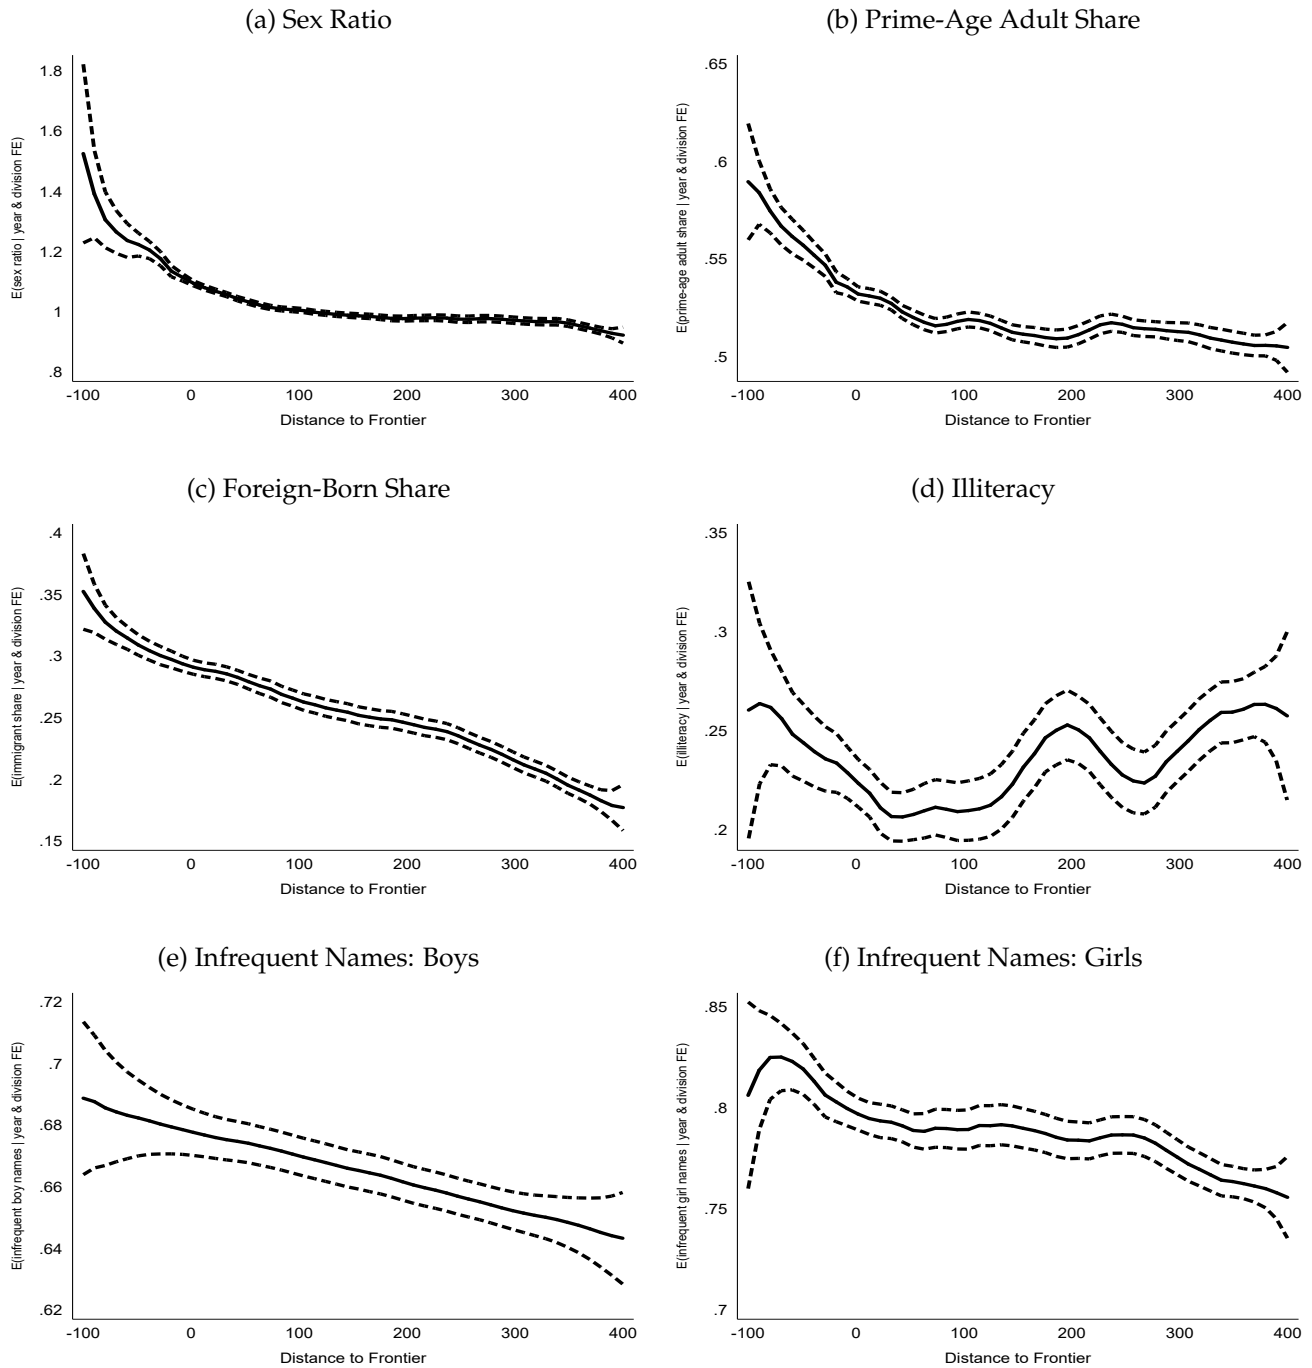 (a) Sex Ratio
E(sex ratio | year & division FE)
1.8
1.6
1.4
1.2
1
.8
-100 0 100 200 300 400
Distance to Frontier
(b) Prime-Age Adult Share
E(prime-age adult share | year & division FE)
.65
.6
.55
.5
-100 0 100 200 300 400
Distance to Frontier
(c) Foreign-Born Share
E(immigrant share | year & division FE)
.4
.35
.3
.25
.2
.15
-100 0 100 200 300 400
Distance to Frontier
(d) Illiteracy
E(illiteracy | year & division FE)
.35
.3
.25
.2
-100 0 100 200 300 400
Distance to Frontier
(e) Infrequent Names: Boys
E(infrequent boy names | year & division FE)
.72
.7
.68
.66
.64
.62
-100 0 100 200 300 400
Distance to Frontier
(f) Infrequent Names: Girls
E(infrequent girl names | year & division FE)
.85
.8
.75
.7
-100 0 100 200 300 400
Distance to Frontier